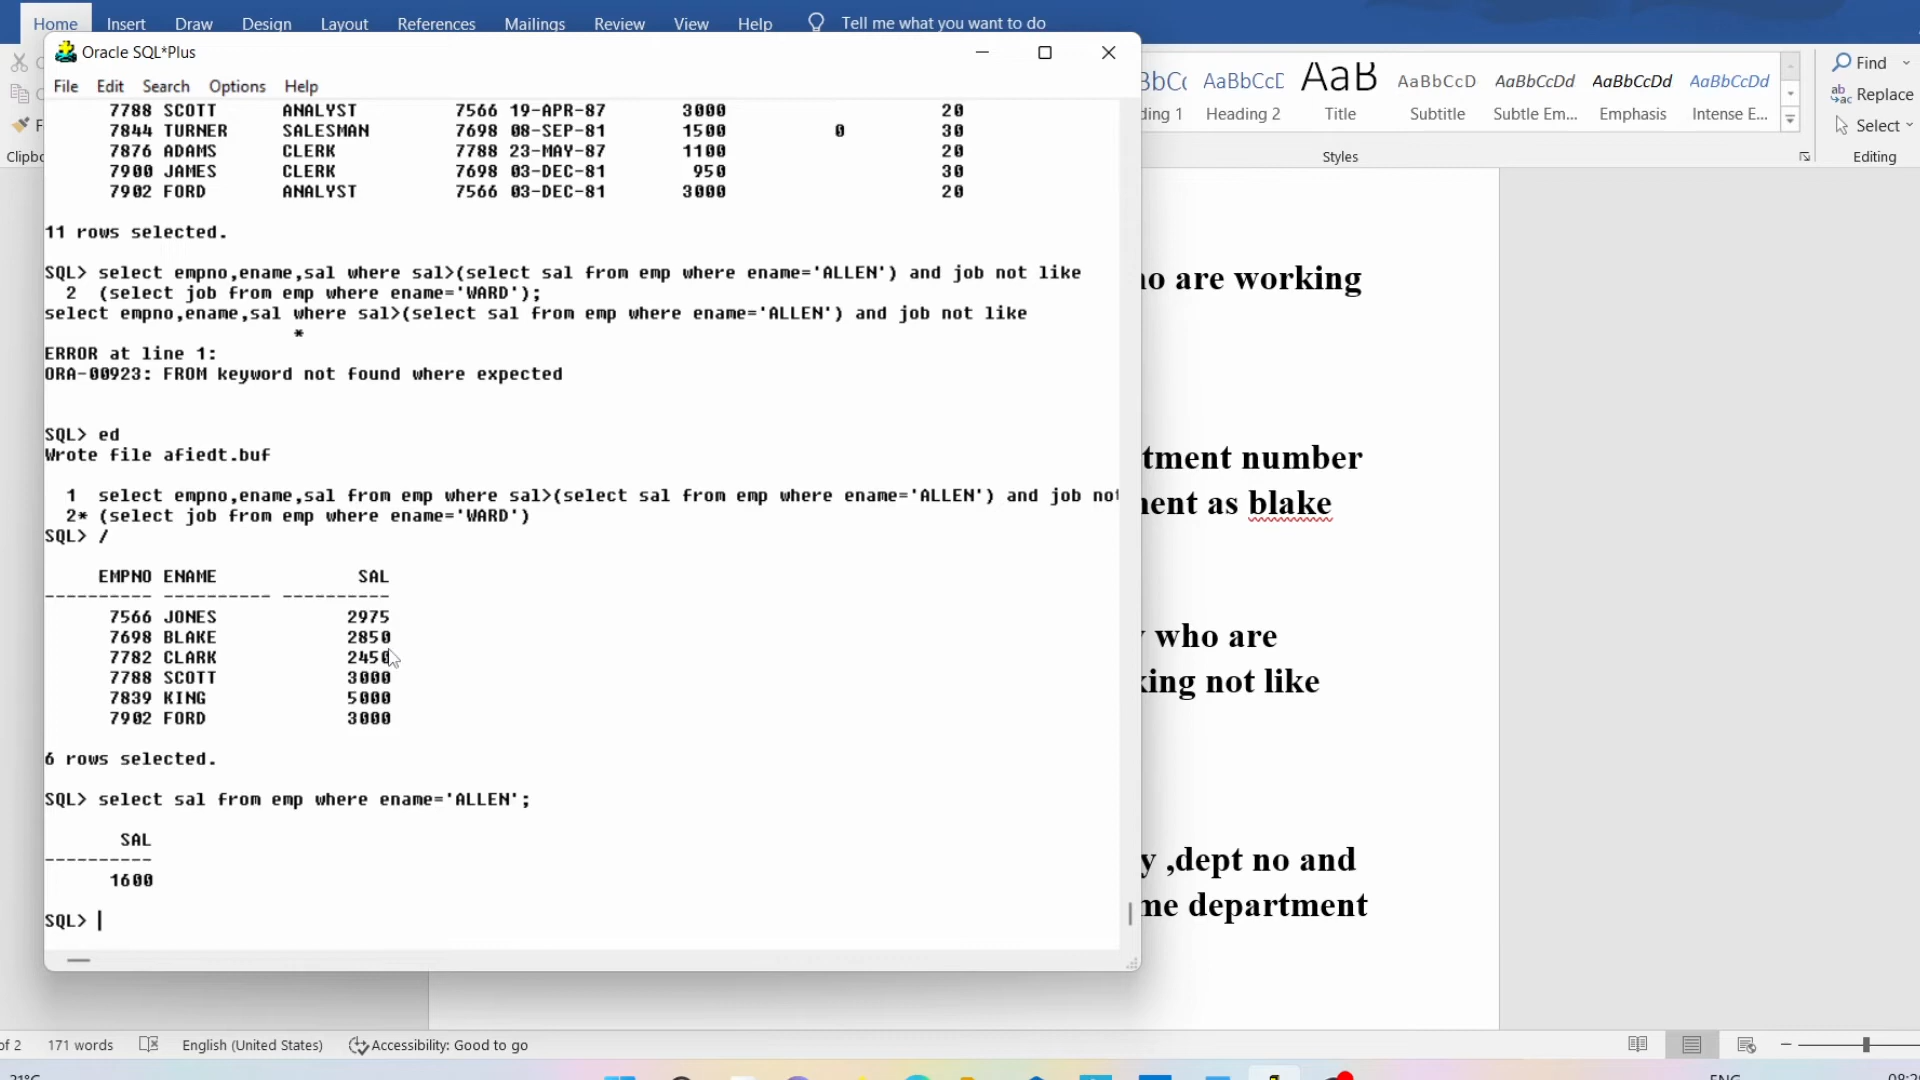 Home Insert Draw Design Layout References Mailings Review View Help Tell me what you want to do
Oracle SQL*Plus
File Edit Search Options Help
7788 SCOTT ANALYST 7566 19-APR-87 3000 20
7844 TURNER SALESMAN 7698 08-SEP-81 1500 0 30
7876 ADAMS CLERK 7788 23-MAY-87 1100 20
7900 JAMES CLERK 7698 03-DEC-81 950 30
7902 FORD ANALYST 7566 03-DEC-81 3000 20
11 rows selected.
SQL> select empno,ename,sal where sal>(select sal from emp where ename='ALLEN') and job not like
2 (select job from emp where ename='WARD');
select empno,ename,sal where sal>(select sal from emp where ename='ALLEN') and job not like
*
ERROR at line 1:
ORA-00923: FROM keyword not found where expected
SQL> ed
Wrote file afiedt.buf
1 select empno,ename,sal from emp where sal>(select sal from emp where ename='ALLEN') and job not
2* (select job from emp where ename='WARD')
SQL> /
EMPNO ENAME SAL
---------- ---------- ----------
7566 JONES 2975
7698 BLAKE 2850
7782 CLARK 2450
7788 SCOTT 3000
7839 KING 5000
7902 FORD 3000
6 rows selected.
SQL> select sal from emp where ename='ALLEN';
SAL
----------
1600
SQL>
AaB AaBbCcD AaBbCcDd AaBbCcDd AaBbCcDd
ding 1 Heading 2 Title Subtitle Subtle Em... Emphasis Intense E...
Styles
Find
Replace
Select
Editing
Clipbo
ho are working
tment number
nent as blake
who are
king not like
y ,dept no and
me department
of 2 171 words English (United States) Accessibility: Good to go
ENG